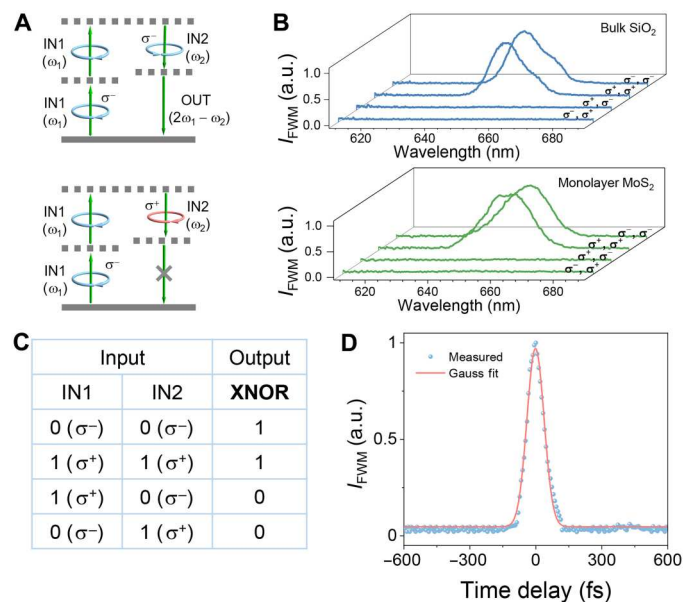 A
IN1
(ω₁)
σ⁻
IN2
(ω₂)
IN1
(ω₁)
σ⁻
OUT
(2ω₁ – ω₂)
IN1
(ω₁)
σ⁺
IN2
(ω₂)
IN1
(ω₁)
σ⁻
B
Bulk SiO₂
I_FWM (a.u.)
1.0
0.5
0.0
σ⁻, σ⁻
σ⁺, σ⁺
σ⁺, σ⁻
σ⁻, σ⁺
620 640 660 680
Wavelength (nm)
Monolayer MoS₂
I_FWM (a.u.)
1.0
0.5
0.0
σ⁻, σ⁻
σ⁺, σ⁺
σ⁺, σ⁻
σ⁻, σ⁺
620 640 660 680
Wavelength (nm)
C
Input Output
IN1 IN2 XNOR
0 (σ⁻) 0 (σ⁻) 1
1 (σ⁺) 1 (σ⁺) 1
1 (σ⁺) 0 (σ⁻) 0
0 (σ⁻) 1 (σ⁺) 0
D
Measured
Gauss fit
I_FWM (a.u.)
1
0.5
0
−600 −300 0 300 600
Time delay (fs)